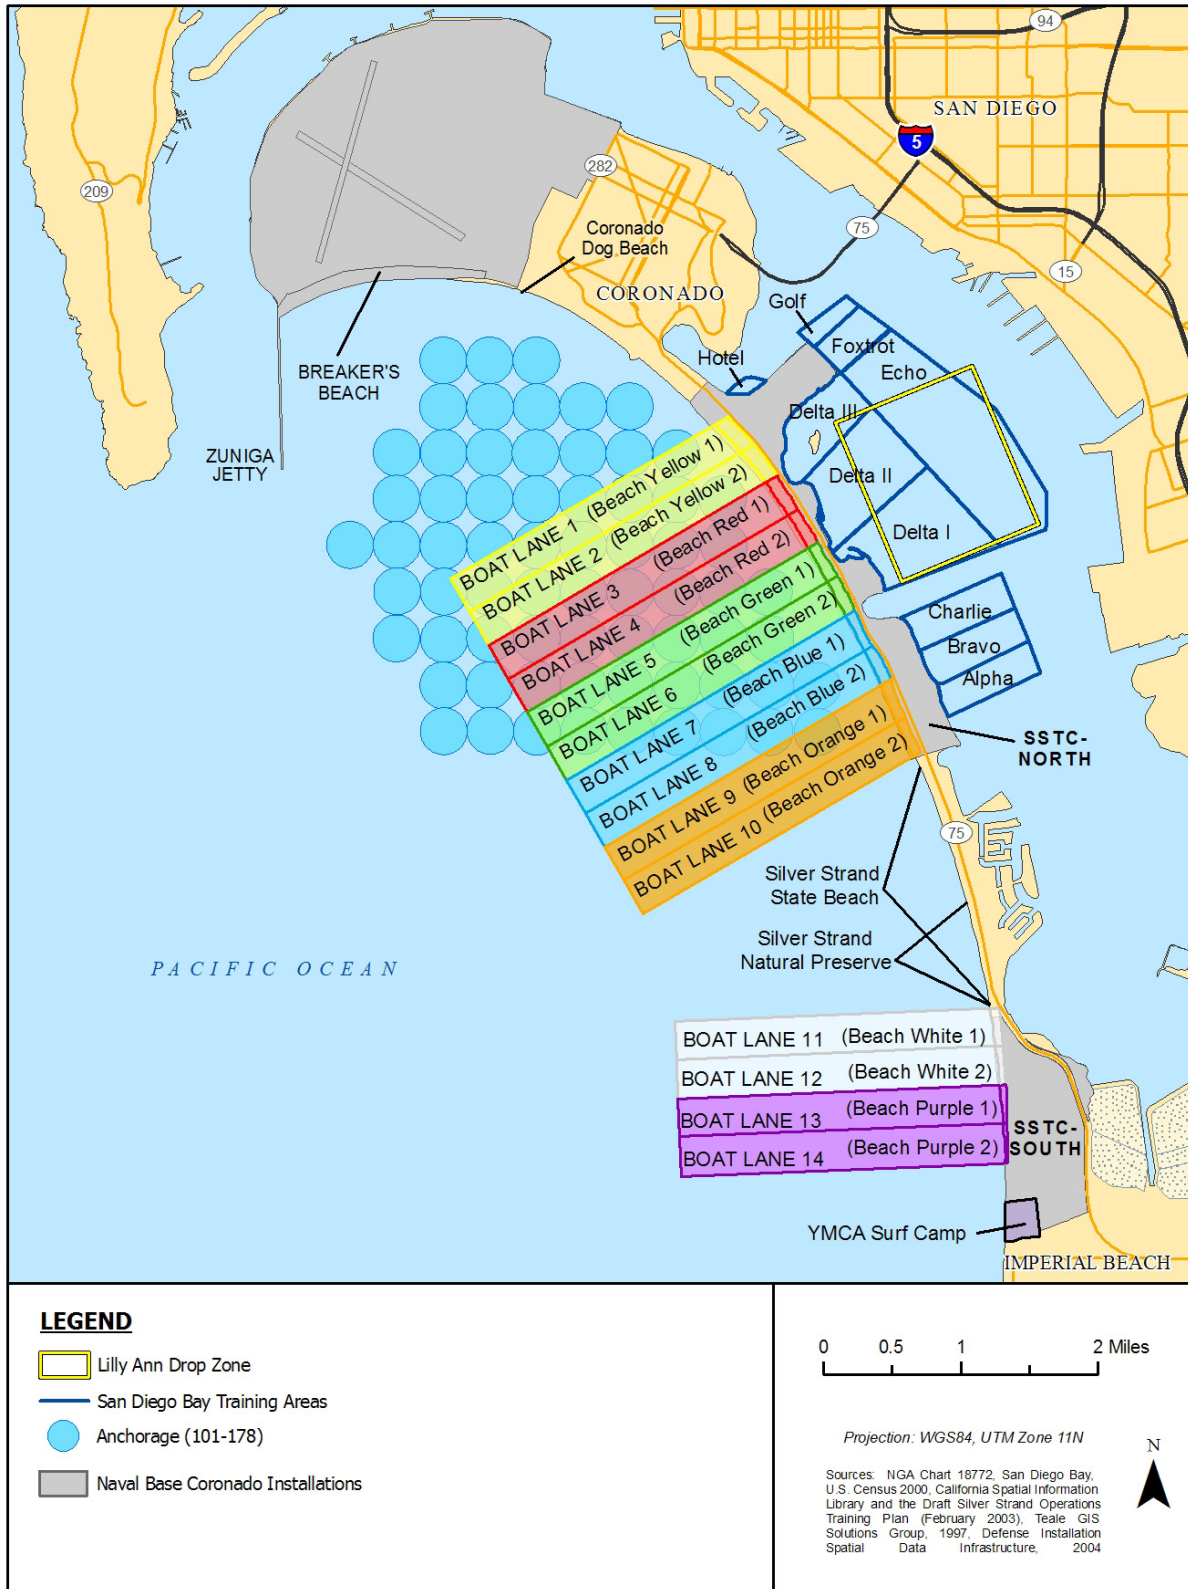 94
SAN DIEGO
5
209
282
75
15
Coronado
Dog Beach
CORONADO
Golf
Foxtrot
Echo
Hotel
BREAKER'S
BEACH
Delta III
ZUNIGA
JETTY
Delta II
Delta I
BOAT LANE 1 (Beach Yellow 1)
BOAT LANE 2 (Beach Yellow 2)
BOAT LANE 3 (Beach Red 1)
BOAT LANE 4 (Beach Red 2)
BOAT LANE 5 (Beach Green 1)
BOAT LANE 6 (Beach Green 2)
BOAT LANE 7 (Beach Blue 1)
BOAT LANE 8 (Beach Blue 2)
BOAT LANE 9 (Beach Orange 1)
BOAT LANE 10 (Beach Orange 2)
Charlie
Bravo
Alpha
SSTC-
NORTH
75
Silver Strand
State Beach
Silver Strand
Natural Preserve
PACIFIC OCEAN
BOAT LANE 11 (Beach White 1)
BOAT LANE 12 (Beach White 2)
BOAT LANE 13 (Beach Purple 1)
BOAT LANE 14 (Beach Purple 2)
SSTC-
SOUTH
YMCA Surf Camp
IMPERIAL BEACH
LEGEND
Lilly Ann Drop Zone
San Diego Bay Training Areas
Anchorage (101-178)
Naval Base Coronado Installations
0 0.5 1 2 Miles
Projection: WGS84, UTM Zone 11N
N
Sources: NGA Chart 18772, San Diego Bay,
U.S. Census 2000, California Spatial Information
Library and the Draft Silver Strand Operations
Training Plan (February 2003), Teale GIS
Solutions Group, 1997, Defense Installation
Spatial Data Infrastructure, 2004